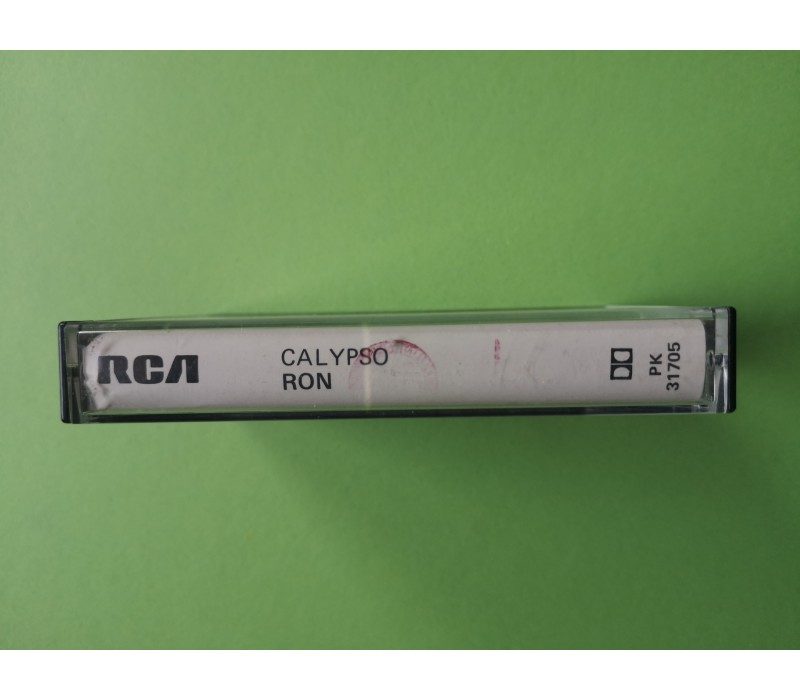 RCA
CALYPSO
RON
PK
31705